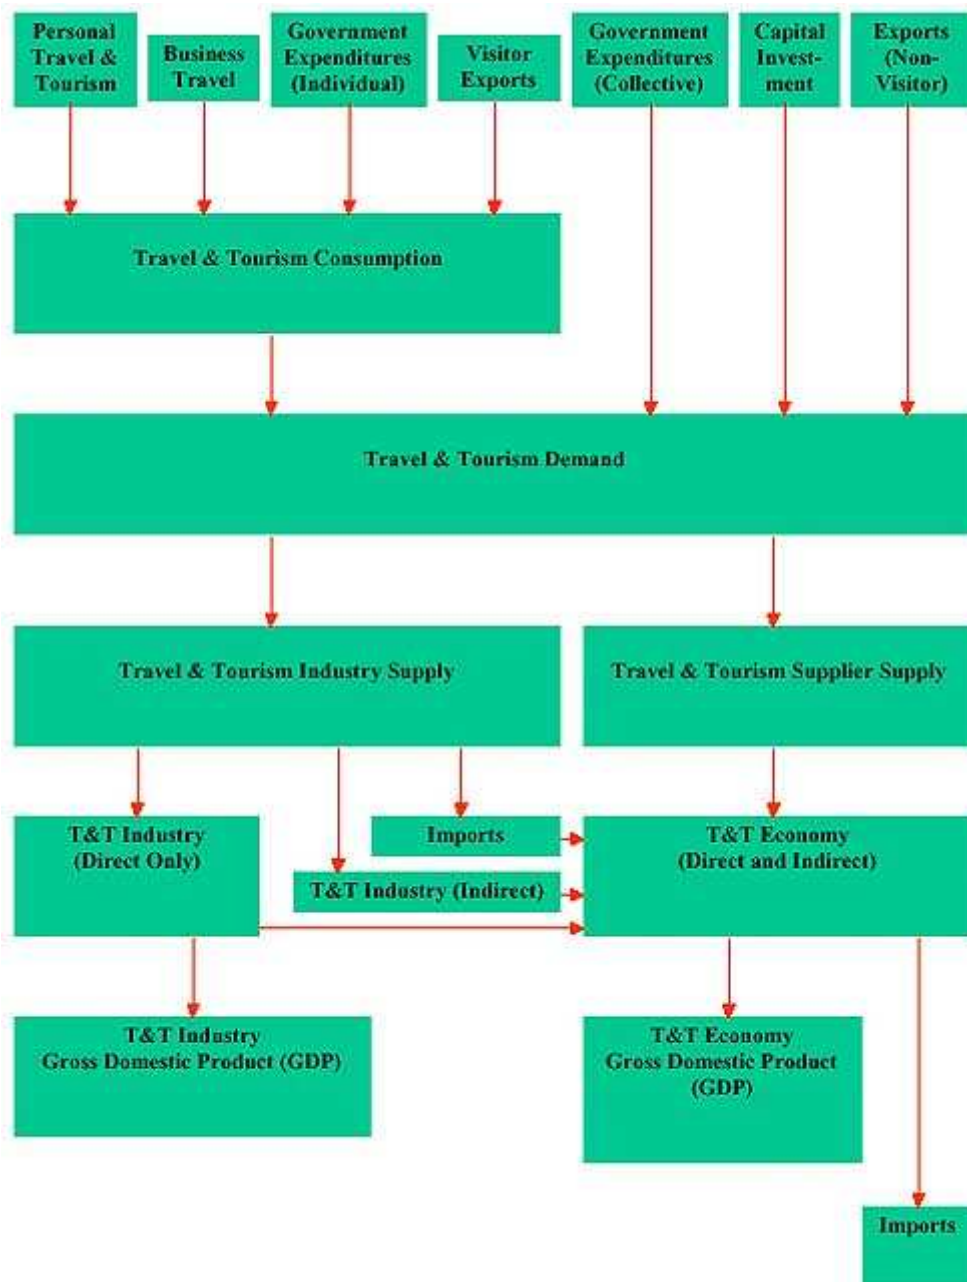 Personal
Travel &
Tourism
Business
Travel
Government
Expenditures
(Individual)
Visitor
Exports
Government
Expenditures
(Collective)
Capital
Invest-
ment
Exports
(Non-
Visitor)
Travel & Tourism Consumption
Travel & Tourism Demand
Travel & Tourism Industry Supply
Travel & Tourism Supplier Supply
T&T Industry
(Direct Only)
Imports
T&T Industry (Indirect)
T&T Economy
(Direct and Indirect)
T&T Industry
Gross Domestic Product (GDP)
T&T Economy
Gross Domestic Product
(GDP)
Imports